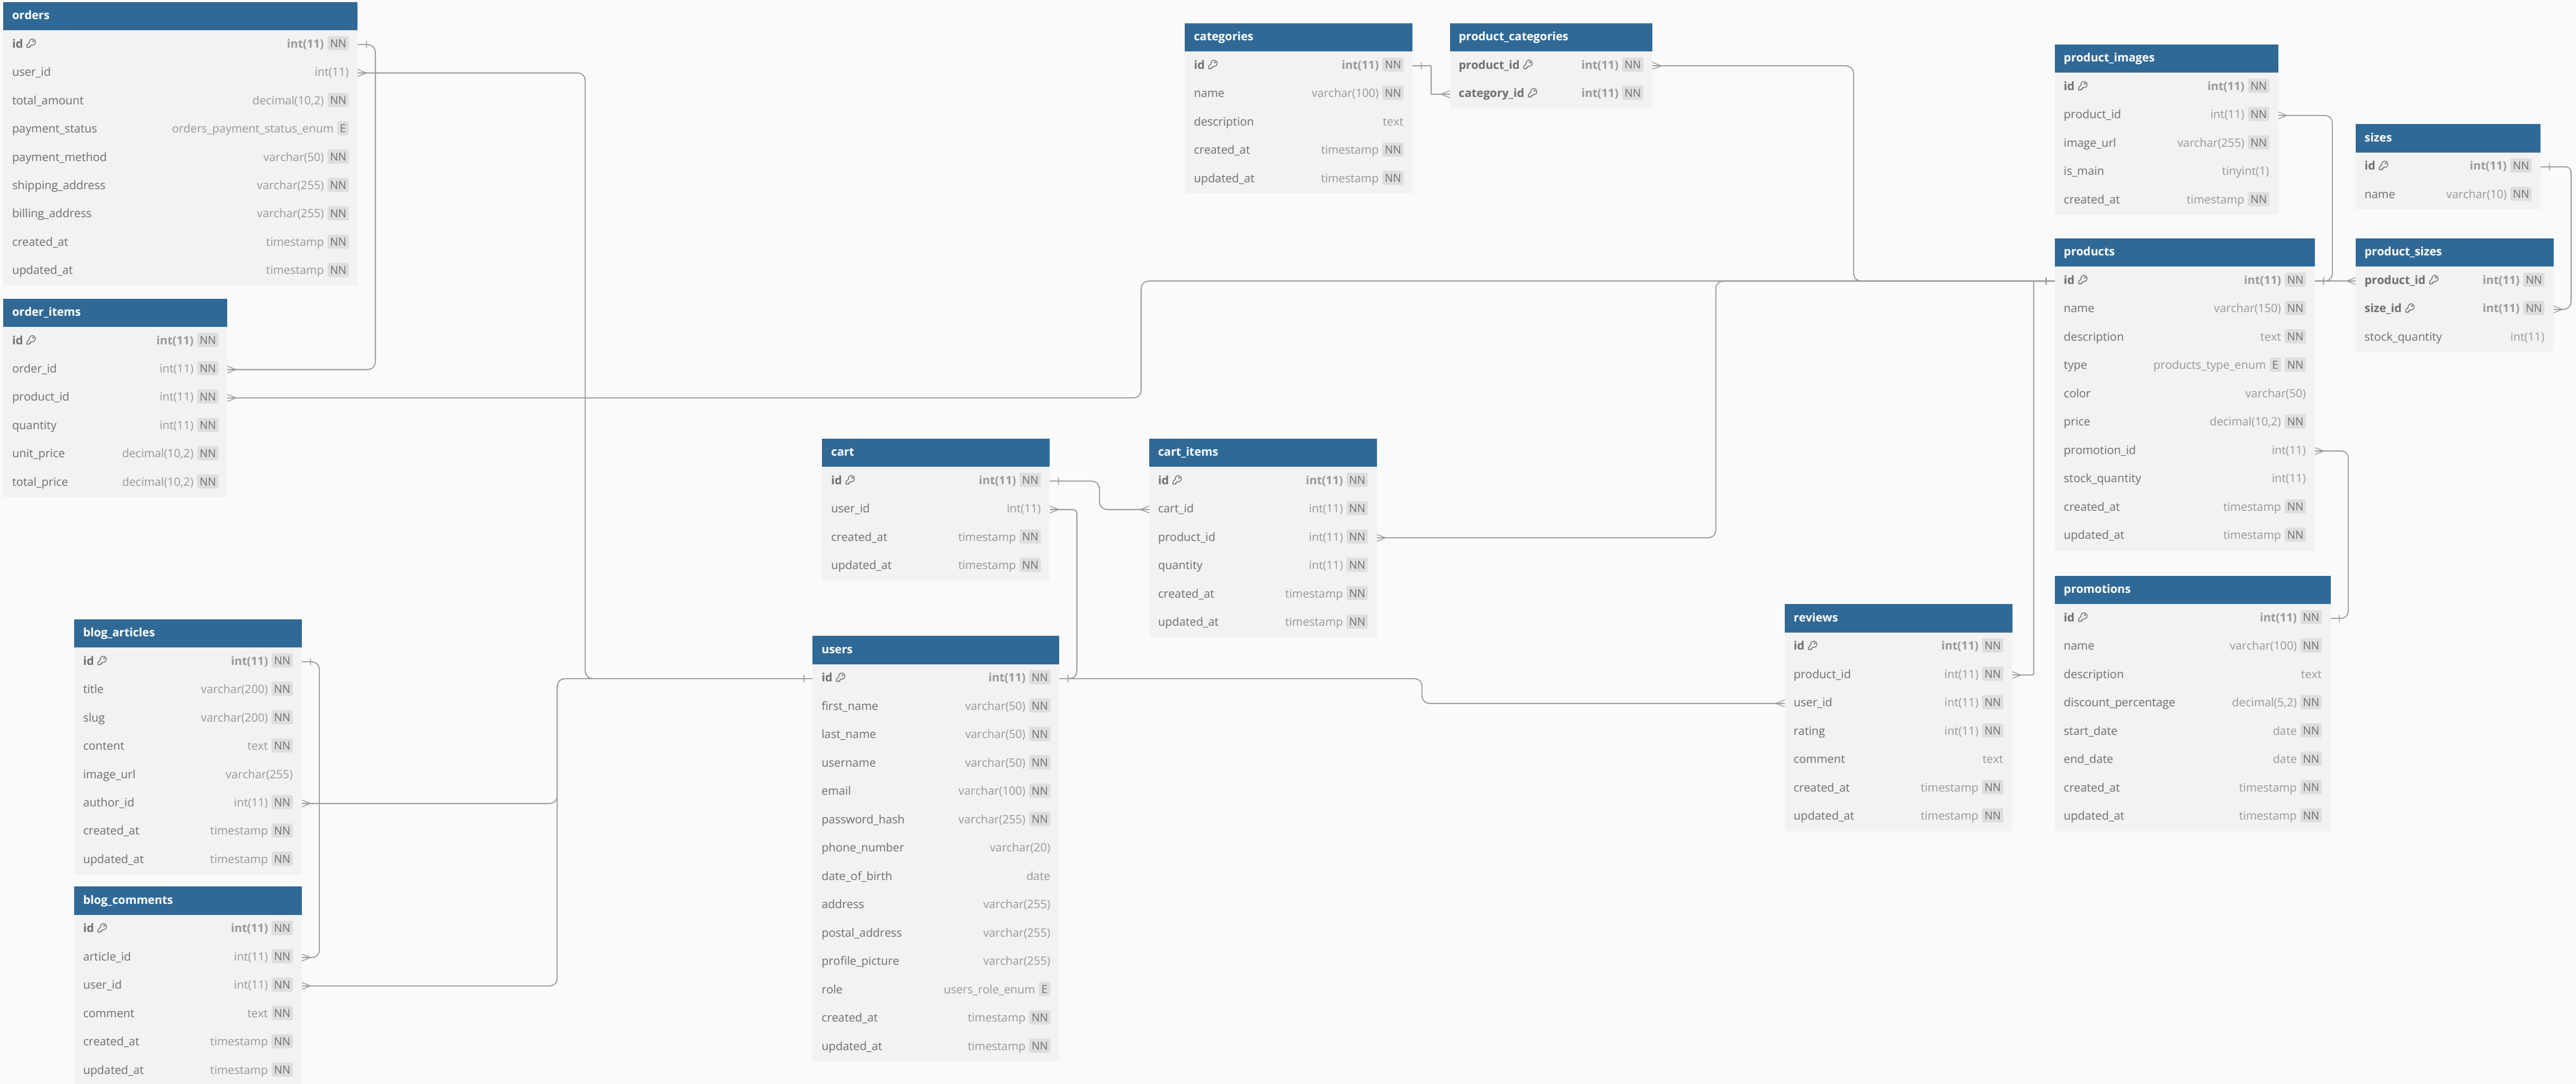 orders
id int(11) NN
user_id int(11)
total_amount decimal(10,2) NN
payment_status orders_payment_status_enum E
payment_method varchar(50) NN
shipping_address varchar(255) NN
billing_address varchar(255) NN
created_at timestamp NN
updated_at timestamp NN
order_items
id int(11) NN
order_id int(11) NN
product_id int(11) NN
quantity int(11) NN
unit_price decimal(10,2) NN
total_price decimal(10,2) NN
categories
id int(11) NN
name varchar(100) NN
description text
created_at timestamp NN
updated_at timestamp NN
product_categories
product_id int(11) NN
category_id int(11) NN
product_images
id int(11) NN
product_id int(11) NN
image_url varchar(255) NN
is_main tinyint(1)
created_at timestamp NN
sizes
id int(11) NN
name varchar(10) NN
products
id int(11) NN
name varchar(150) NN
description text NN
type products_type_enum E NN
color varchar(50)
price decimal(10,2) NN
promotion_id int(11)
stock_quantity int(11)
created_at timestamp NN
updated_at timestamp NN
product_sizes
product_id int(11) NN
size_id int(11) NN
stock_quantity int(11)
cart
id int(11) NN
user_id int(11)
created_at timestamp NN
updated_at timestamp NN
cart_items
id int(11) NN
cart_id int(11) NN
product_id int(11) NN
quantity int(11) NN
created_at timestamp NN
updated_at timestamp NN
blog_articles
id int(11) NN
title varchar(200) NN
slug varchar(200) NN
content text NN
image_url varchar(255)
author_id int(11) NN
created_at timestamp NN
updated_at timestamp NN
blog_comments
id int(11) NN
article_id int(11) NN
user_id int(11) NN
comment text NN
created_at timestamp NN
updated_at timestamp NN
users
id int(11) NN
first_name varchar(50) NN
last_name varchar(50) NN
username varchar(50) NN
email varchar(100) NN
password_hash varchar(255) NN
phone_number varchar(20)
date_of_birth date
address varchar(255)
postal_address varchar(255)
profile_picture varchar(255)
role users_role_enum E
created_at timestamp NN
updated_at timestamp NN
reviews
id int(11) NN
product_id int(11) NN
user_id int(11) NN
rating int(11) NN
comment text
created_at timestamp NN
updated_at timestamp NN
promotions
id int(11) NN
name varchar(100) NN
description text
discount_percentage decimal(5,2) NN
start_date date NN
end_date date NN
created_at timestamp NN
updated_at timestamp NN